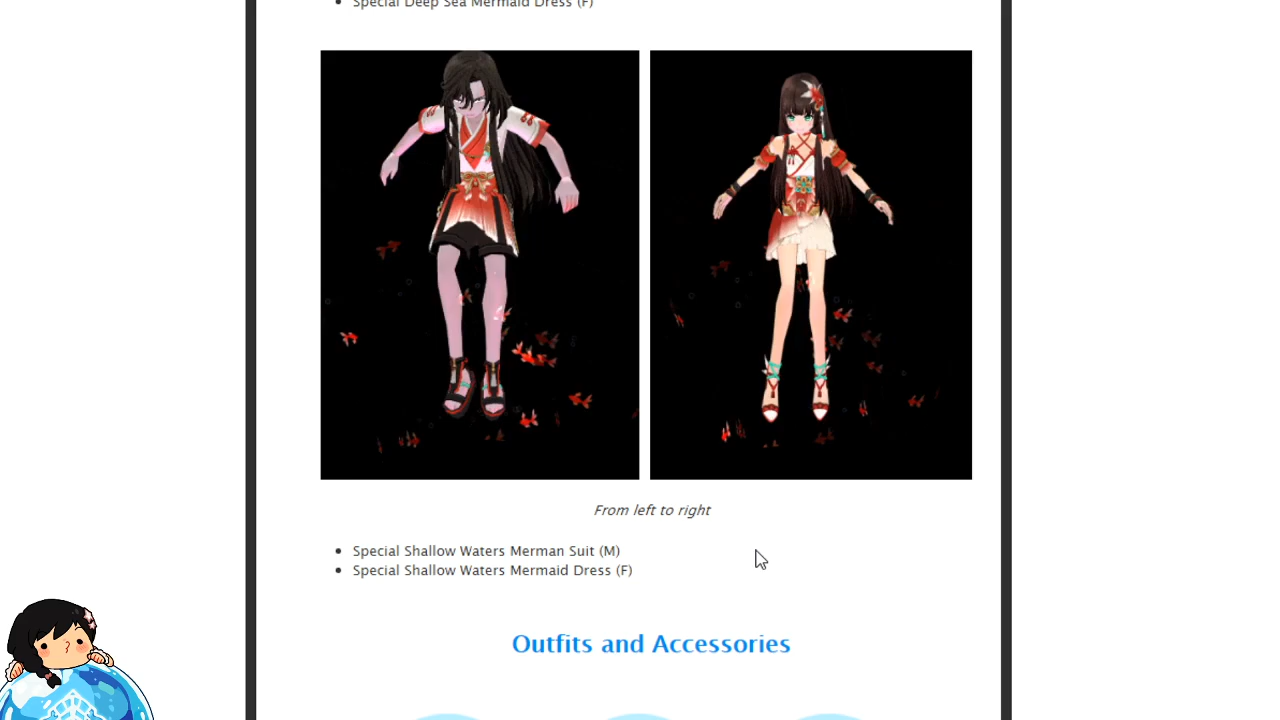 Special Deep Sea Mermaid Dress (F)
From left to right
Special Shallow Waters Merman Suit (M)
Special Shallow Waters Mermaid Dress (F)
Outfits and Accessories